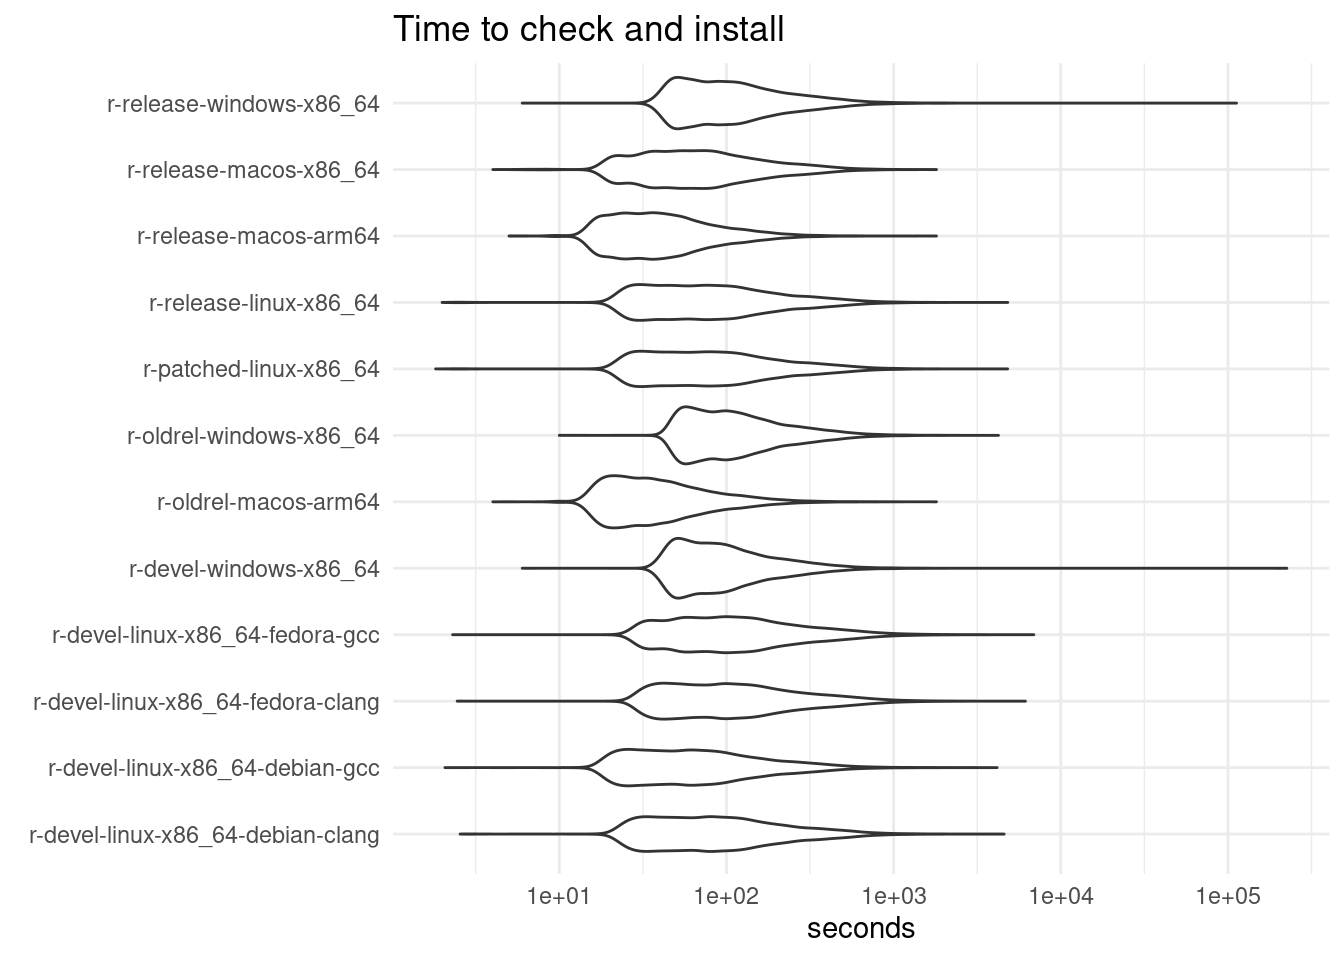 Time to check and install
r-release-windows-x86_64
r-release-macos-x86_64
r-release-macos-arm64
r-release-linux-x86_64
r-patched-linux-x86_64
r-oldrel-windows-x86_64
r-oldrel-macos-arm64
r-devel-windows-x86_64
r-devel-linux-x86_64-fedora-gcc
r-devel-linux-x86_64-fedora-clang
r-devel-linux-x86_64-debian-gcc
r-devel-linux-x86_64-debian-clang
1e+01 1e+02 1e+03 1e+04 1e+05
seconds